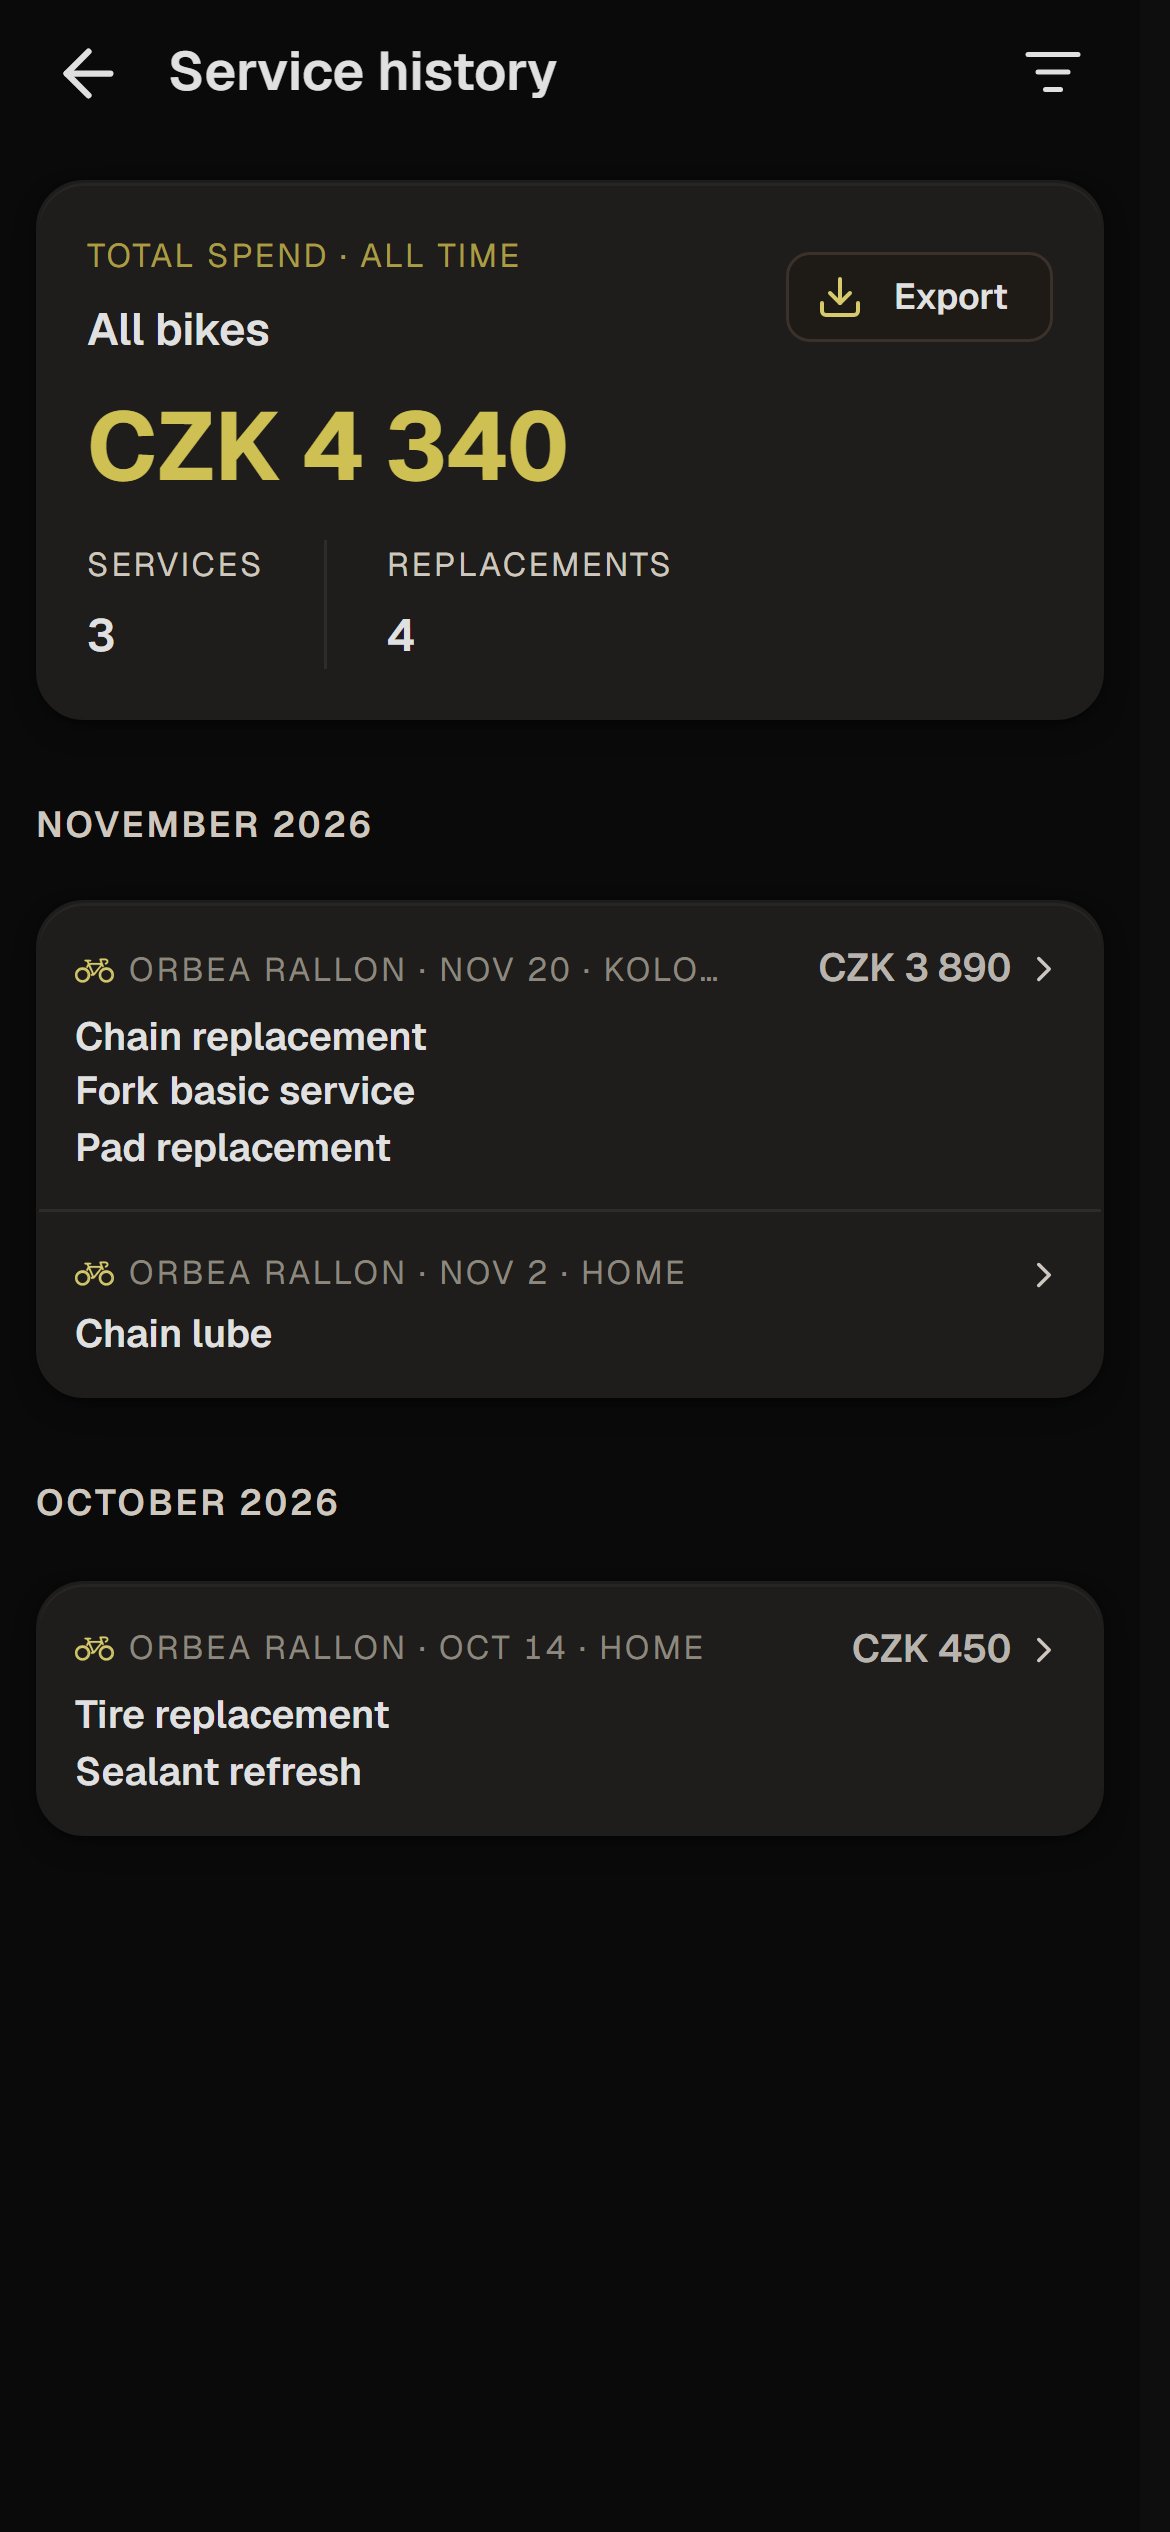 Service history
TOTAL SPEND · ALL TIME
Export
All bikes
CZK 4 340
SERVICES
REPLACEMENTS
3
4
NOVEMBER 2026
ORBEA RALLON · NOV 20 · KOLO…
CZK 3 890
Chain replacement
Fork basic service
Pad replacement
ORBEA RALLON · NOV 2 · HOME
Chain lube
OCTOBER 2026
ORBEA RALLON · OCT 14 · HOME
CZK 450
Tire replacement
Sealant refresh